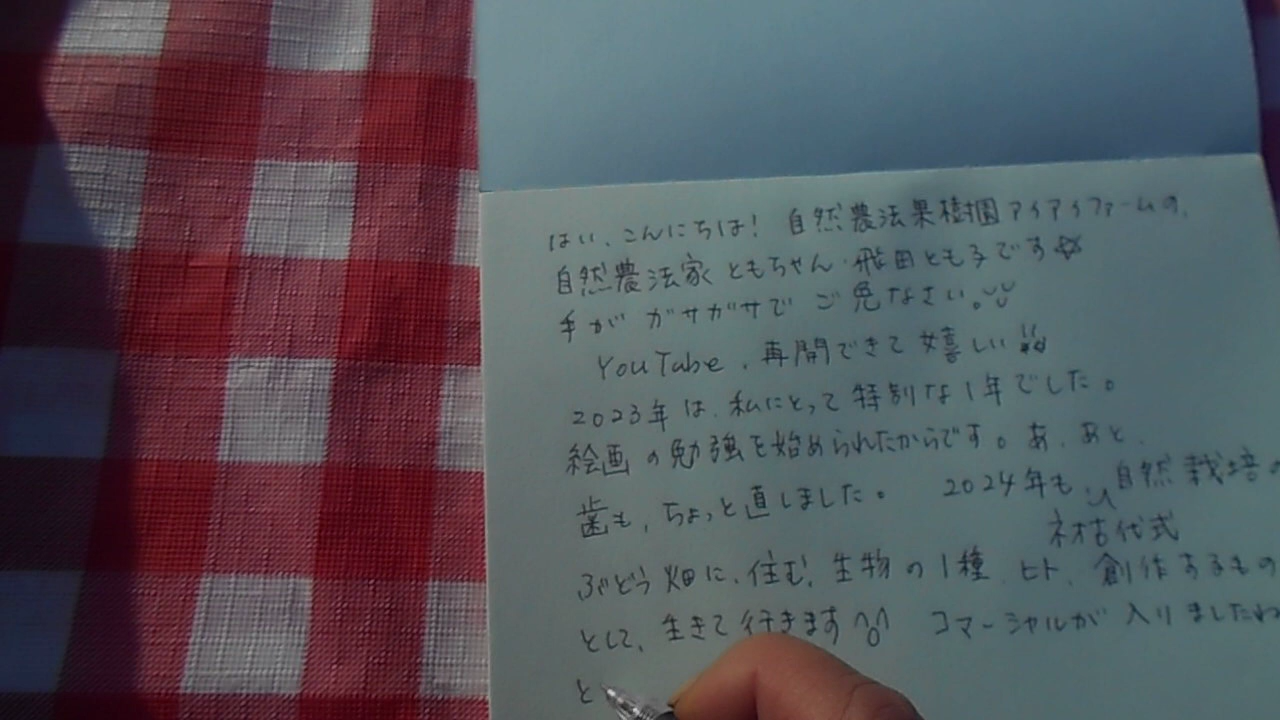 はい、こんにちは! 自然農法果樹園アイアイファームの、
自然農法家 ともちゃん・飛田とも子です☆
手が ガサガサで ご免なさい。
YouTube、再開できて 嬉しい!!
2023年は、私にとって 特別な1年でした。
絵画の勉強を始められたからです。あ、あと、
歯も、ちょっと直しました。 2024年も、自然栽培の
ネオ古代式
ぶどう畑に、住む、生物の1種、ヒト、創作するもの
として、生きて行きます コマーシャルが 入りましたね
と